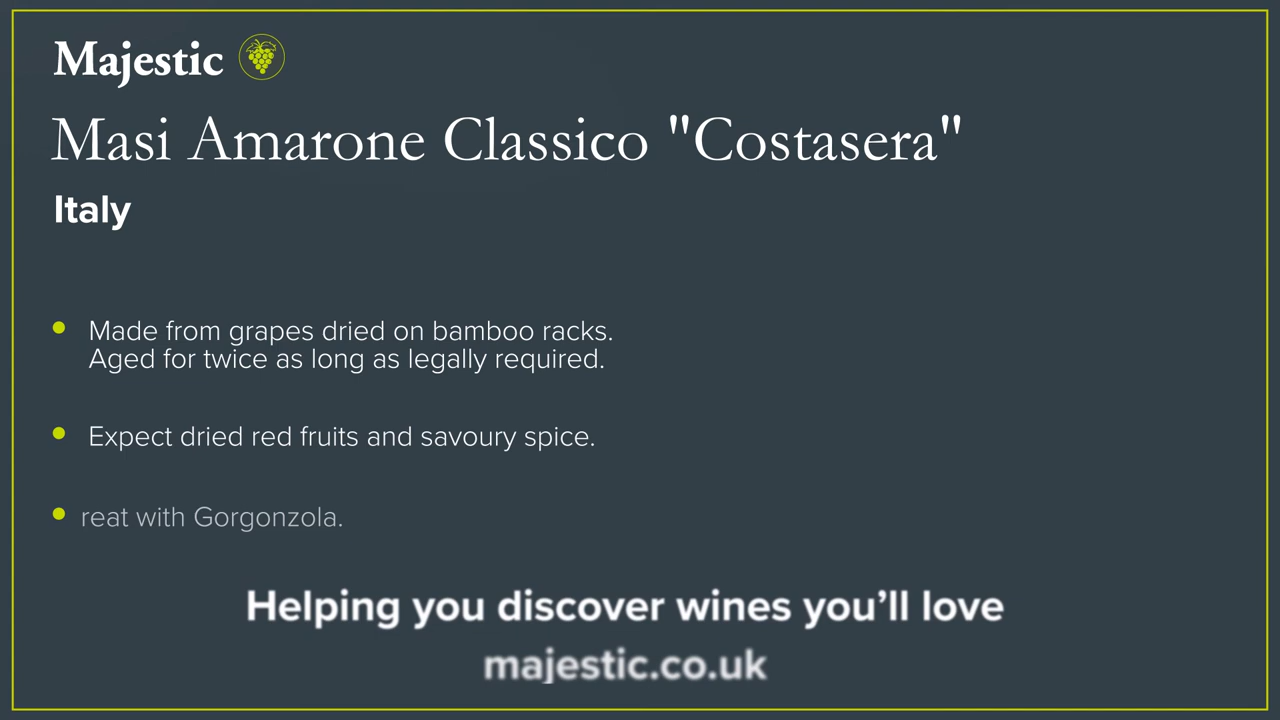 Majestic
Masi Amarone Classico "Costasera"
Italy
Made from grapes dried on bamboo racks.
Aged for twice as long as legally required.
Expect dried red fruits and savoury spice.
reat with Gorgonzola.
Helping you discover wines you’ll love
majestic.co.uk